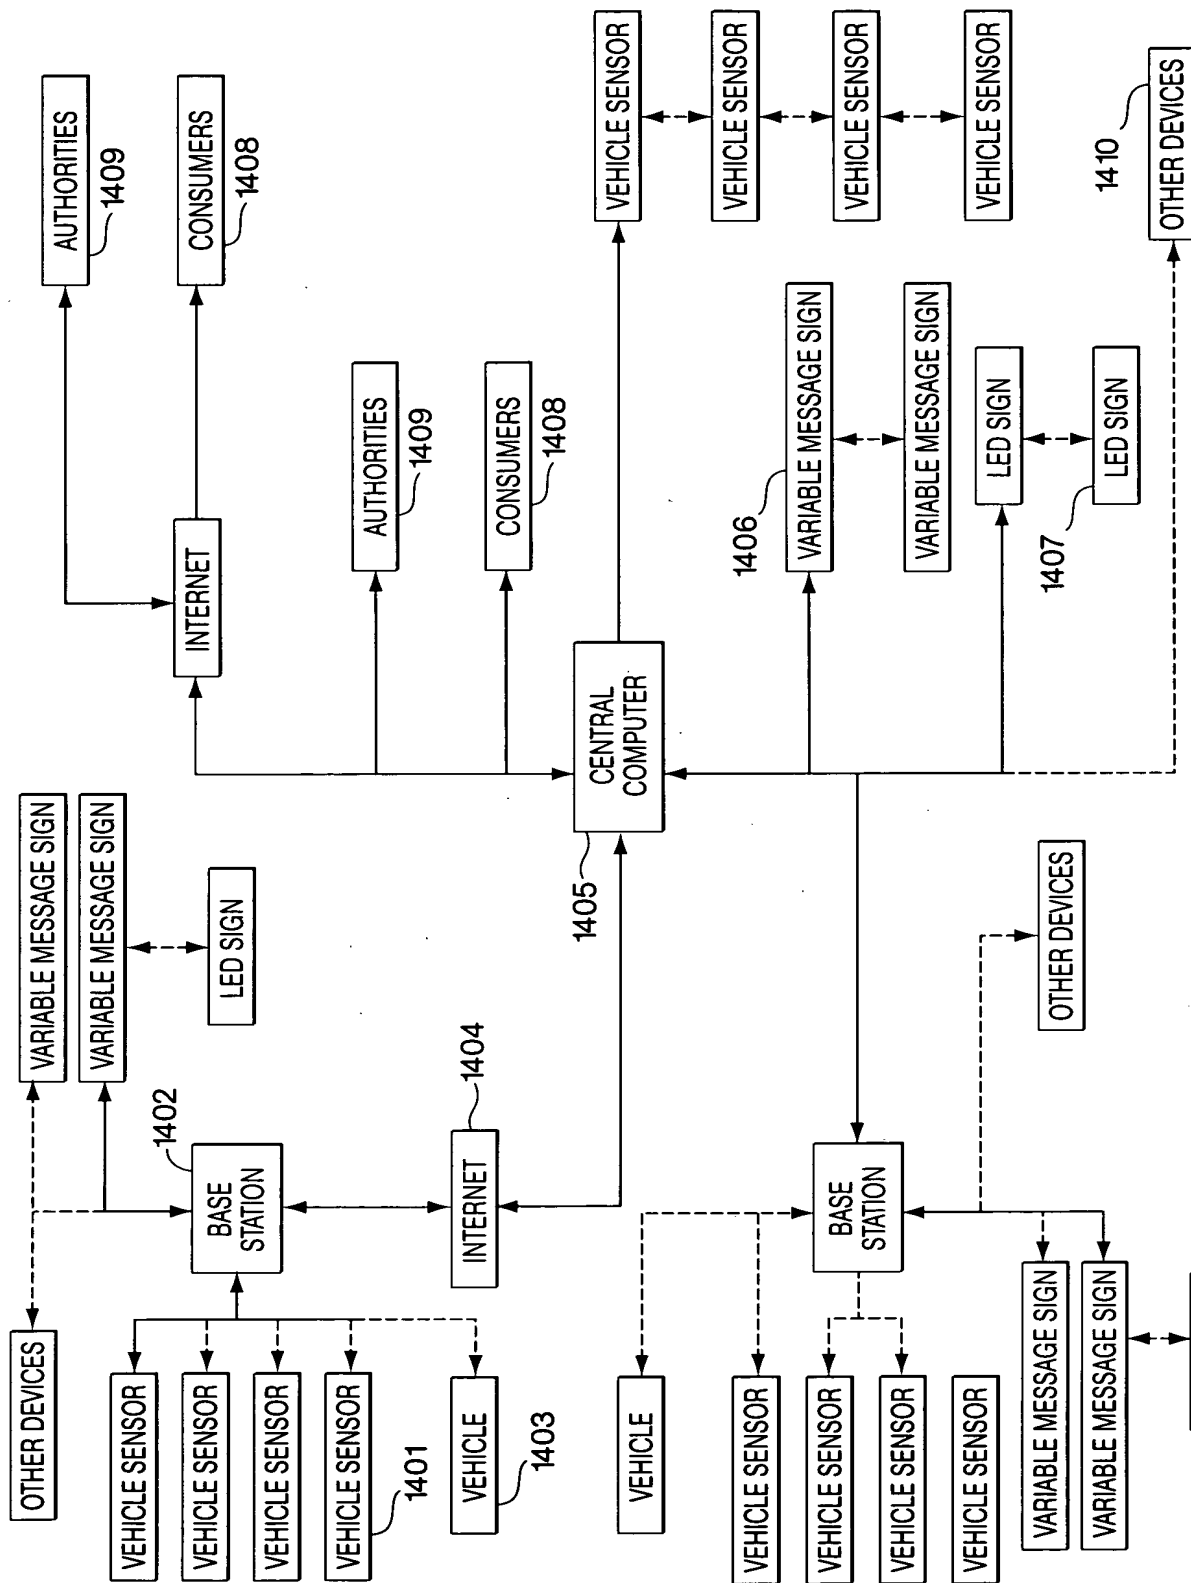 OTHER DEVICES
VEHICLE SENSOR
VEHICLE SENSOR
VEHICLE SENSOR
VEHICLE SENSOR
1401
VEHICLE
1403
1402
BASE
STATION
VARIABLE MESSAGE SIGN
VARIABLE MESSAGE SIGN
LED SIGN
1404
INTERNET
AUTHORITIES
1409
CONSUMERS
1408
INTERNET
AUTHORITIES
1409
CONSUMERS
1408
CENTRAL
COMPUTER
1405
VEHICLE SENSOR
VEHICLE SENSOR
VEHICLE SENSOR
VEHICLE SENSOR
VEHICLE
VEHICLE SENSOR
VEHICLE SENSOR
VEHICLE SENSOR
VEHICLE SENSOR
BASE
STATION
VARIABLE MESSAGE SIGN
VARIABLE MESSAGE SIGN
OTHER DEVICES
1406
VARIABLE MESSAGE SIGN
VARIABLE MESSAGE SIGN
LED SIGN
1407
LED SIGN
1410
OTHER DEVICES